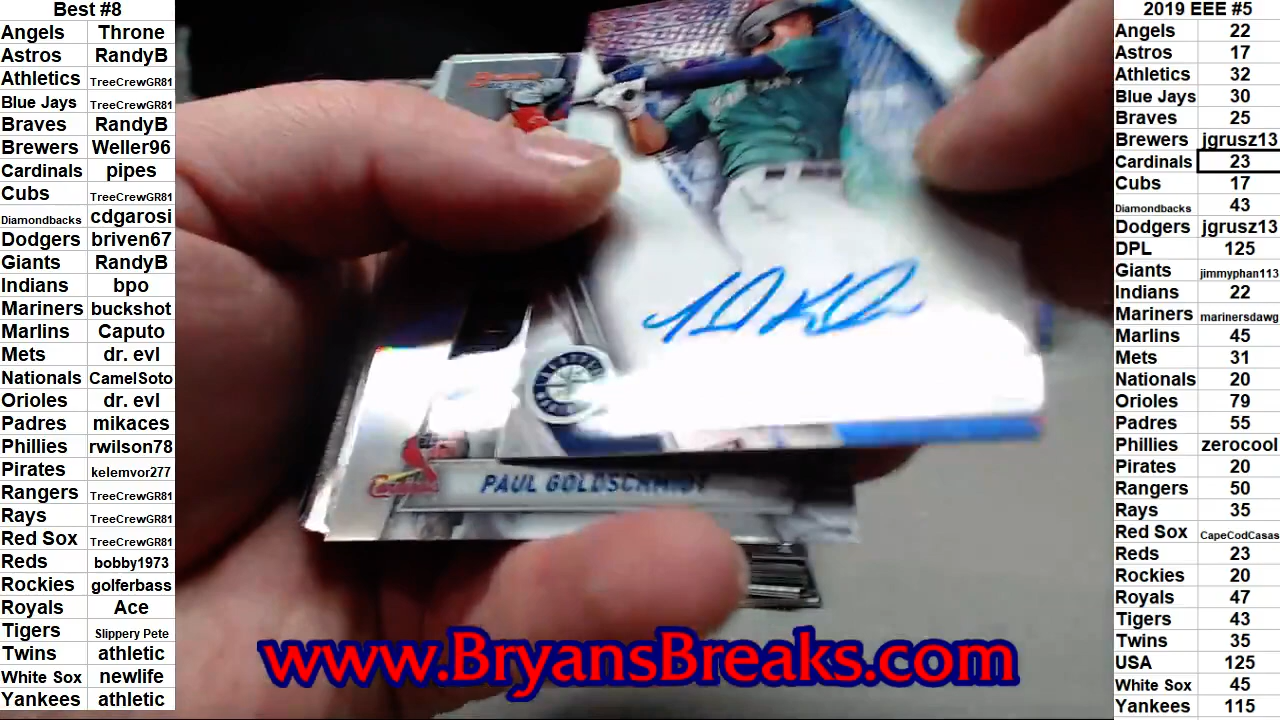 Best #8
Angels Throne
Astros RandyB
Athletics TreeCrewGR81
Blue Jays TreeCrewGR81
Braves RandyB
Brewers Weller96
Cardinals pipes
Cubs TreeCrewGR81
Diamondbacks cdgarosi
Dodgers briven67
Giants RandyB
Indians bpo
Mariners buckshot
Marlins Caputo
Mets dr. evl
Nationals CamelSoto
Orioles dr. evl
Padres mikaces
Phillies rwilson78
Pirates kelemvor277
Rangers TreeCrewGR81
Rays TreeCrewGR81
Red Sox TreeCrewGR81
Reds bobby1973
Rockies golferbass
Royals Ace
Tigers Slippery Pete
Twins athletic
White Sox newlife
Yankees athletic
PAUL GOLDSCHMIDT
www.BryansBreaks.com
2019 EEE #5
Angels 22
Astros 17
Athletics 32
Blue Jays 30
Braves 25
Brewers jgrusz13
Cardinals 23
Cubs 17
Diamondbacks 43
Dodgers jgrusz13
DPL 125
Giants jimmyphan113
Indians 22
Mariners marinersdawg
Marlins 45
Mets 31
Nationals 20
Orioles 79
Padres 55
Phillies zerocool
Pirates 20
Rangers 50
Rays 35
Red Sox CapeCodCasas
Reds 23
Rockies 20
Royals 47
Tigers 43
Twins 35
USA 125
White Sox 45
Yankees 115